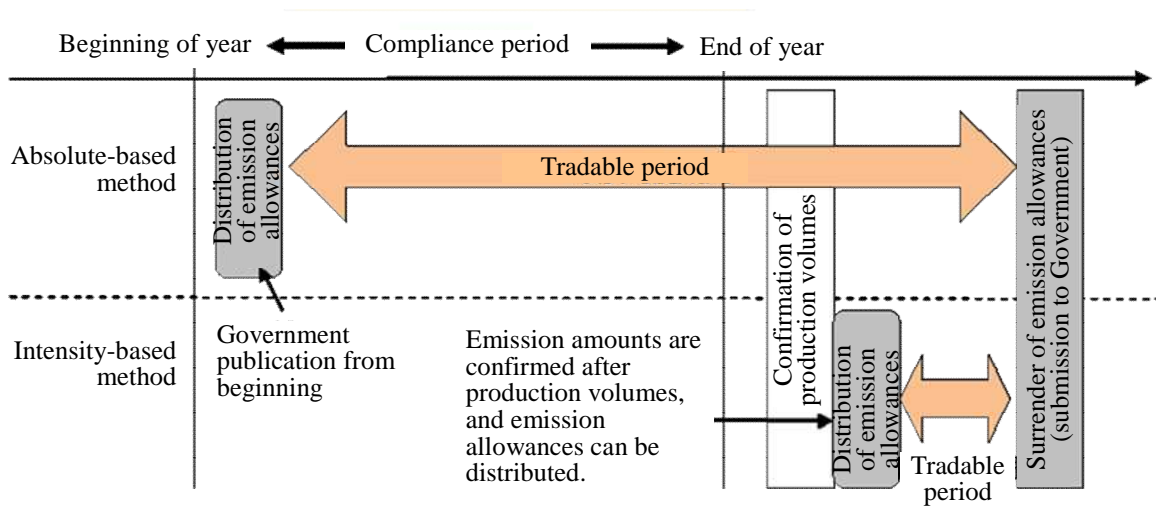 Beginning of year
Compliance period
End of year
Absolute-based
method
Distribution
of emission
allowances
Tradable period
Confirmation of
production volumes
Surrender of emission allowances
(submission to Government)
Government
publication from
beginning
Intensity-based
method
Emission amounts are
confirmed after
production volumes,
and emission
allowances can be
distributed.
Distribution
of emission
allowances
Tradable
period